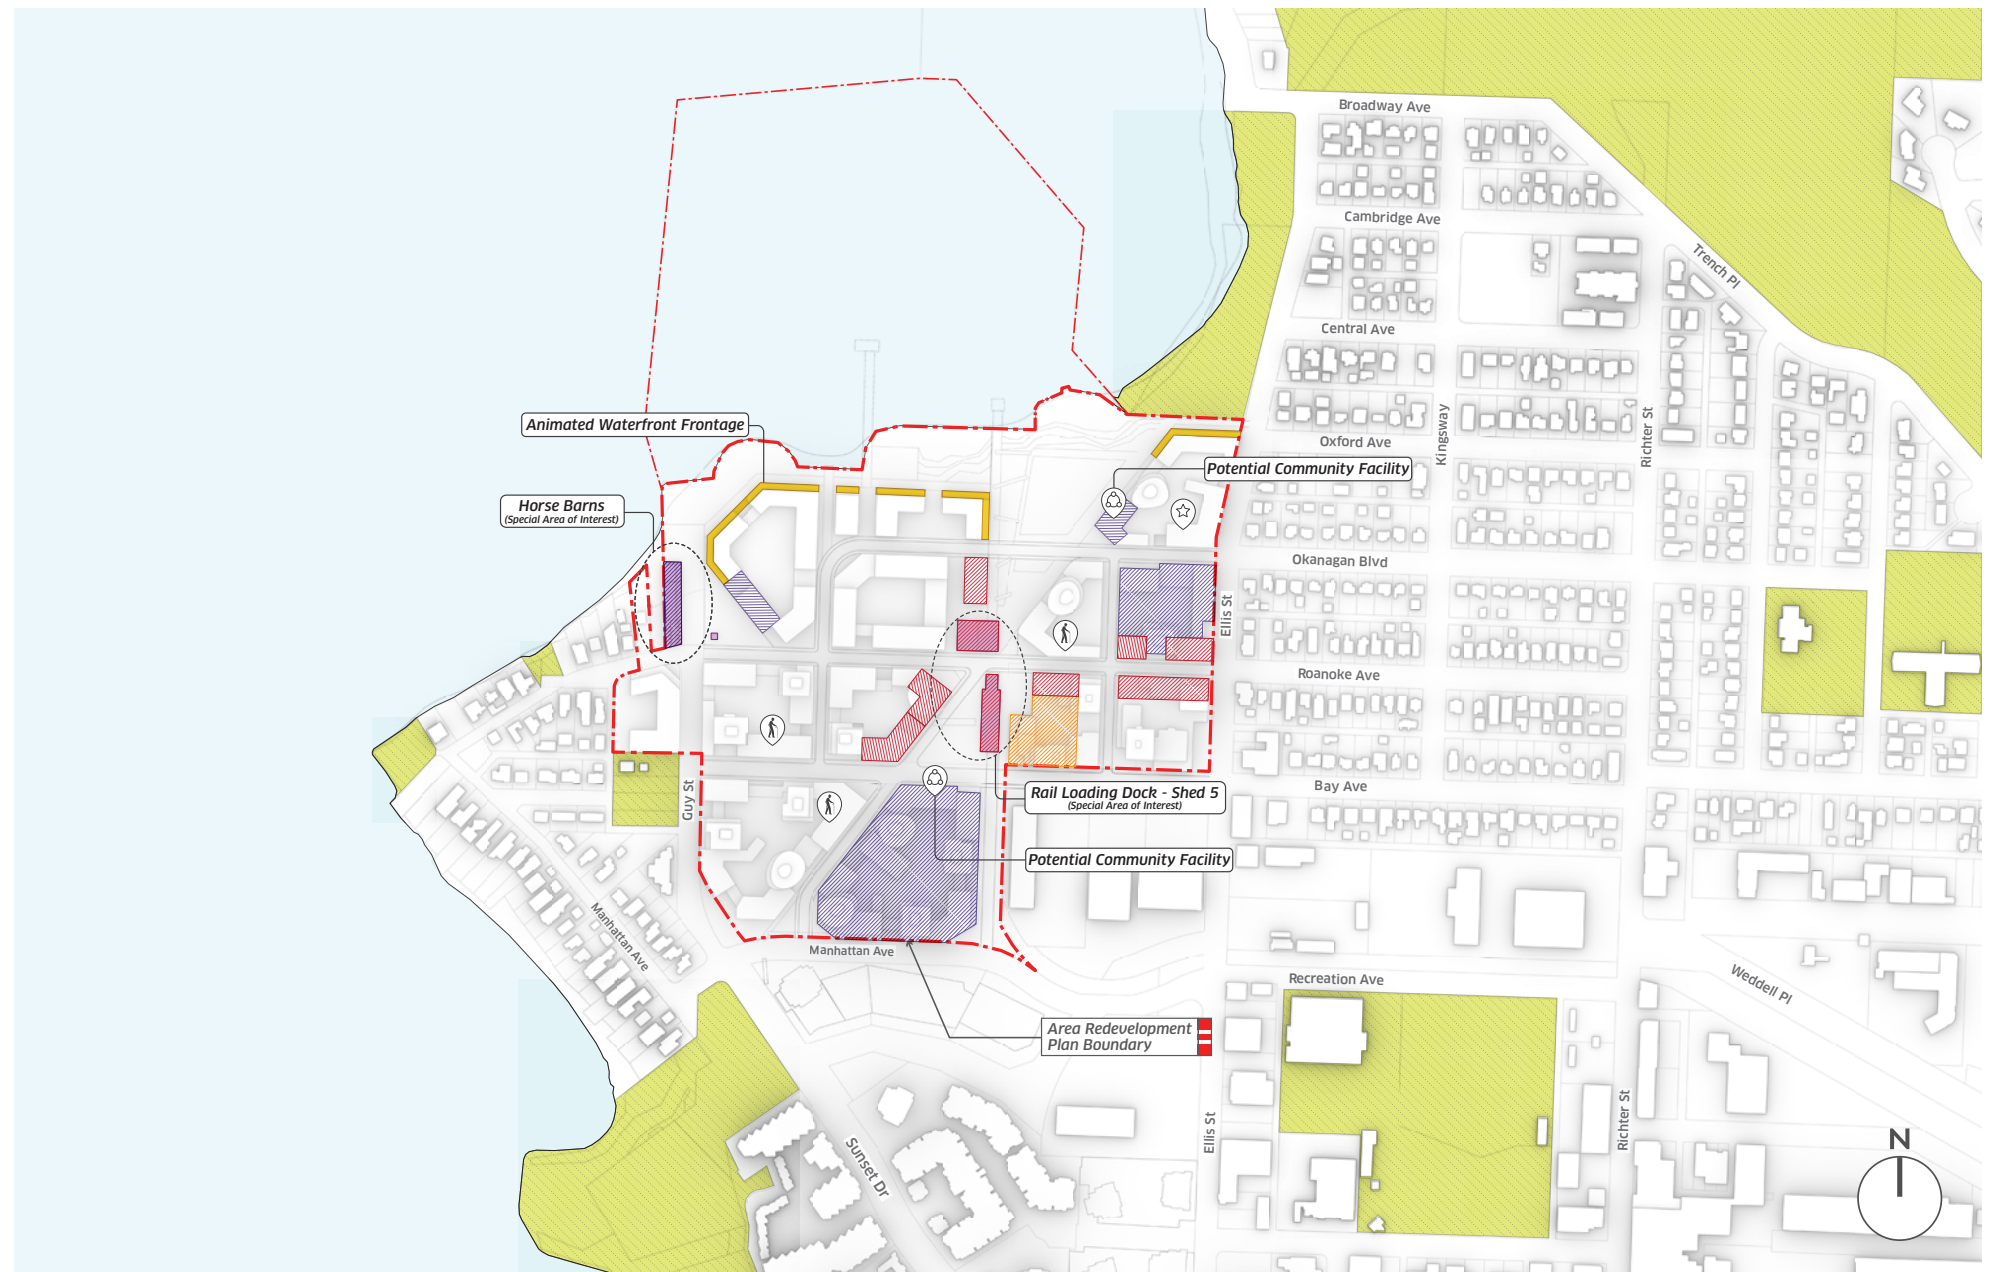 Broadway Ave
Cambridge Ave
Trench Pl
Central Ave
Kingsway
Richter St
Animated Waterfront Frontage
Oxford Ave
Potential Community Facility
Horse Barns
(Special Area of Interest)
Okanagan Blvd
Ellis St
Roanoke Ave
Guy St
Bay Ave
Rail Loading Dock - Shed 5
(Special Area of Interest)
Potential Community Facility
Manhattan Ave
Manhattan Ave
Recreation Ave
Weddell Pl
Area Redevelopment
Plan Boundary
Ellis St
Richter St
Sunset Dr
N